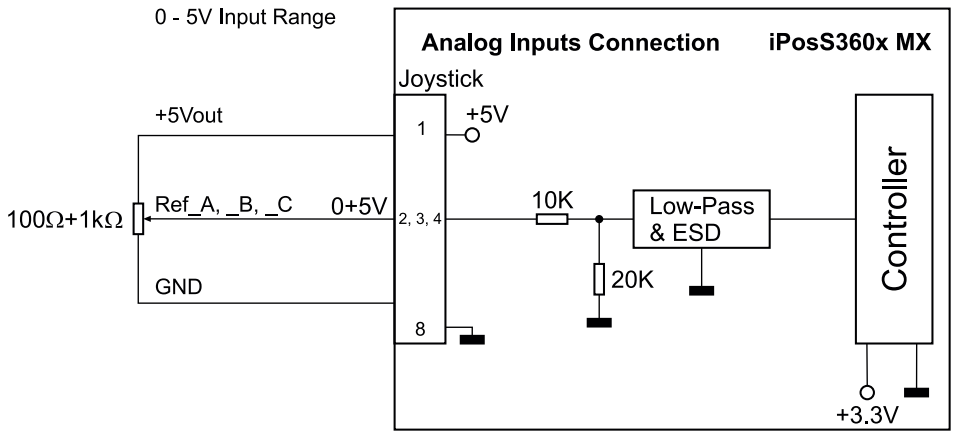 0 - 5V Input Range
Analog Inputs Connection
iPosS360x MX
Joystick
+5Vout
1
+5V
100Ω+1kΩ
Ref_A, _B, _C
0+5V
2, 3, 4
10K
Low-Pass
& ESD
Controller
20K
GND
8
+3.3V